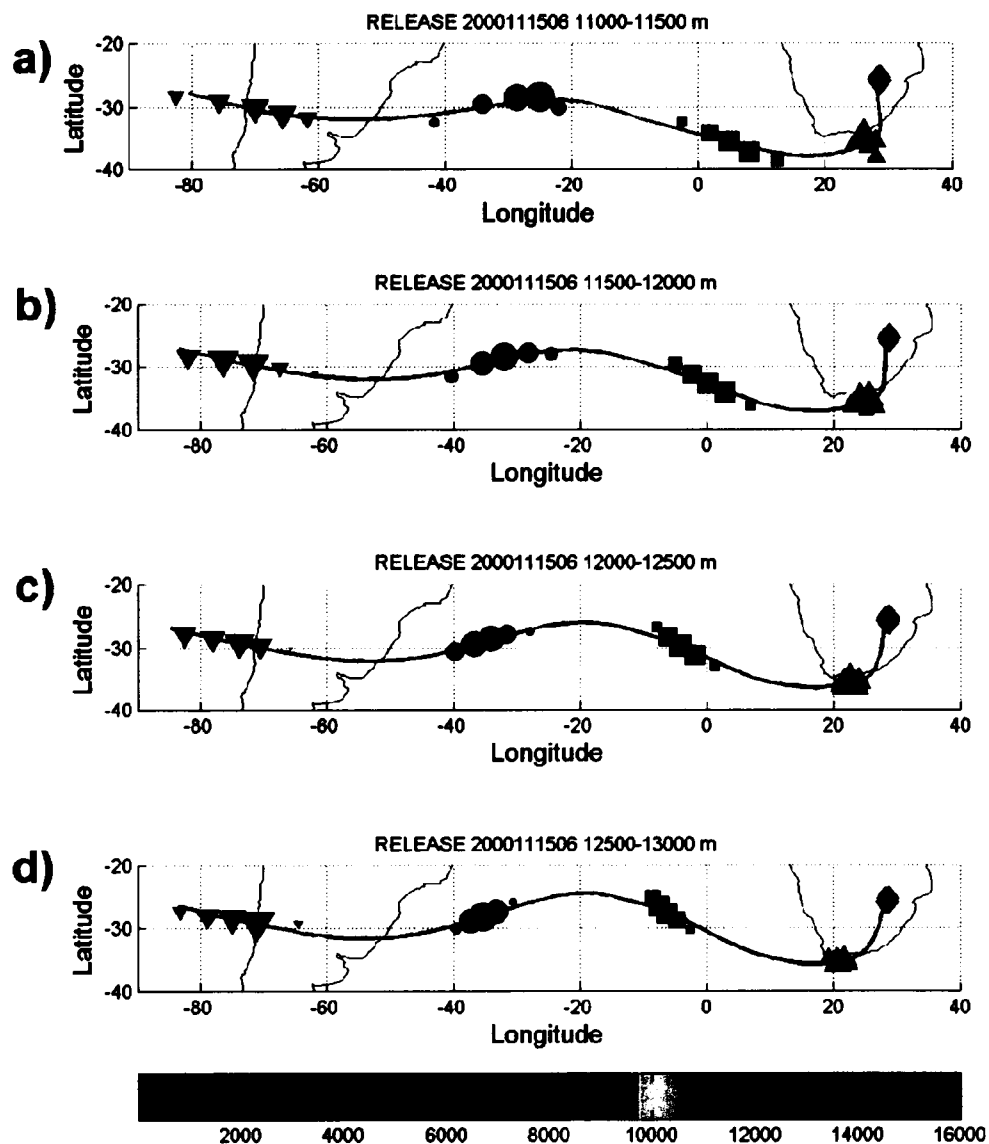 a)
RELEASE 2000111506 11000-11500 m
Latitude
-20
-30
-40
-80 -60 -40 -20 0 20 40
Longitude
b)
RELEASE 2000111506 11500-12000 m
Latitude
-20
-30
-40
-80 -60 -40 -20 0 20 40
Longitude
c)
RELEASE 2000111506 12000-12500 m
Latitude
-20
-30
-40
-80 -60 -40 -20 0 20 40
Longitude
d)
RELEASE 2000111506 12500-13000 m
Latitude
-20
-30
-40
-80 -60 -40 -20 0 20 40
Longitude
2000 4000 6000 8000 10000 12000 14000 16000